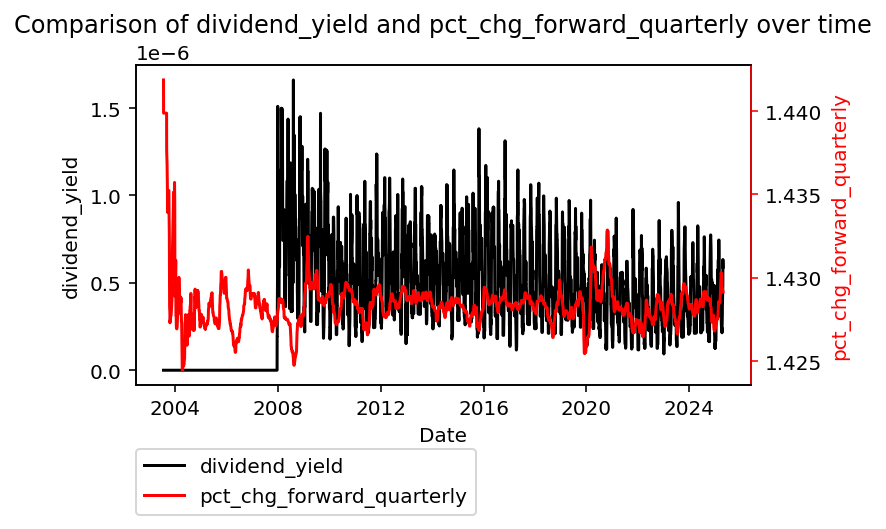 Comparison of dividend_yield and pct_chg_forward_quarterly over time
1e−6
1.5
1.0
0.5
0.0
dividend_yield
1.440
1.435
1.430
1.425
pct_chg_forward_quarterly
2004 2008 2012 2016 2020 2024
Date
dividend_yield
pct_chg_forward_quarterly